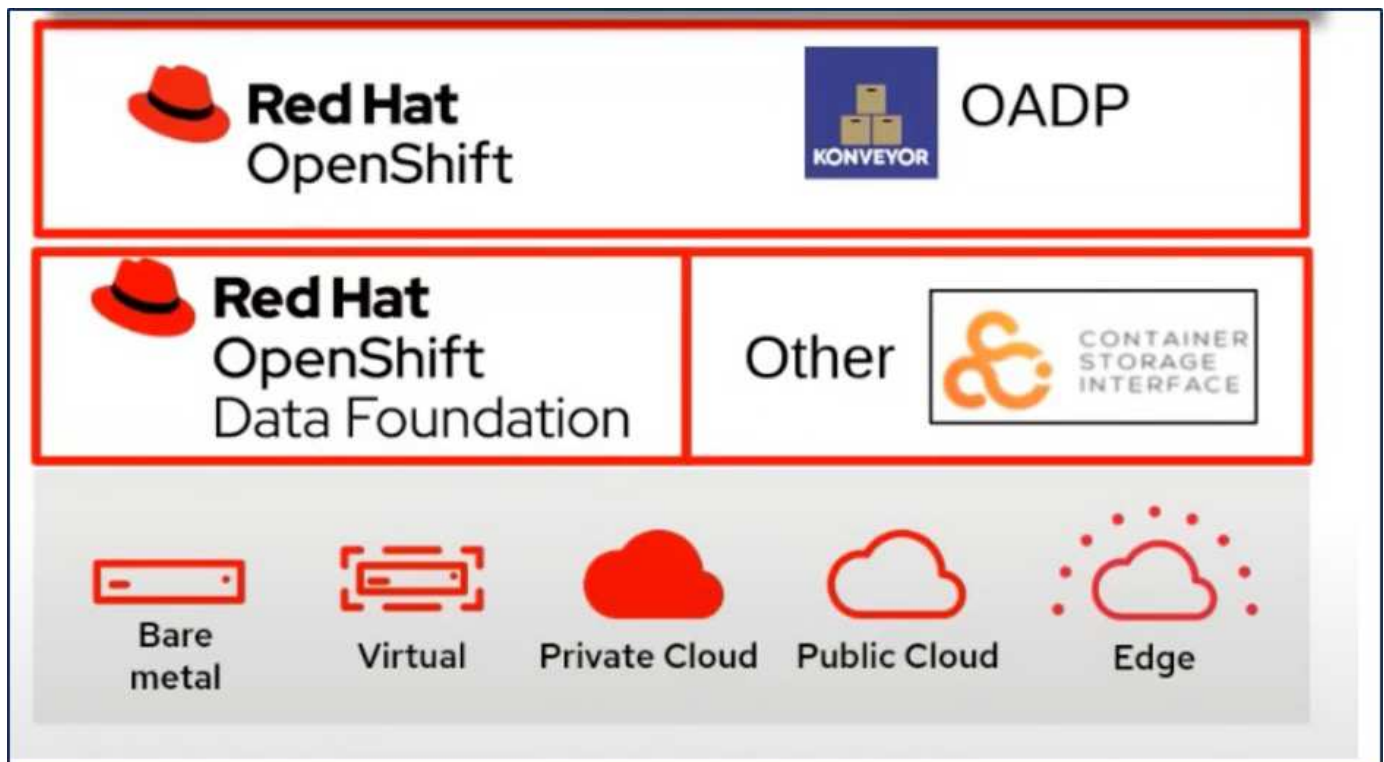 Red Hat
OpenShift
KONVEYOR
OADP
Red Hat
OpenShift
Data Foundation
Other
CONTAINER
STORAGE
INTERFACE
Bare
metal
Virtual
Private Cloud
Public Cloud
Edge